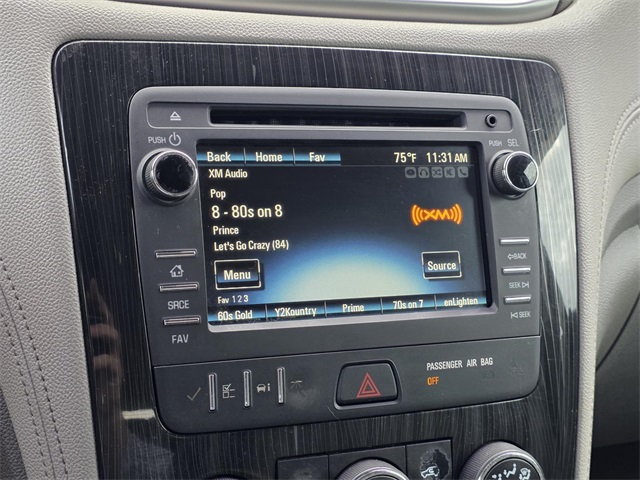 PUSH SEL
PUSH
Back Home Fav 75°F 11:31 AM
XM Audio
Pop
8 - 80s on 8
((XM))
Prince
Let's Go Crazy (84)
Menu Source
Fav 1 2 3
60s Gold Y2Kountry Prime 70s on 7 enLighten
SRCE
FAV
BACK
SEEK
SEEK
PASSENGER AIR BAG
OFF